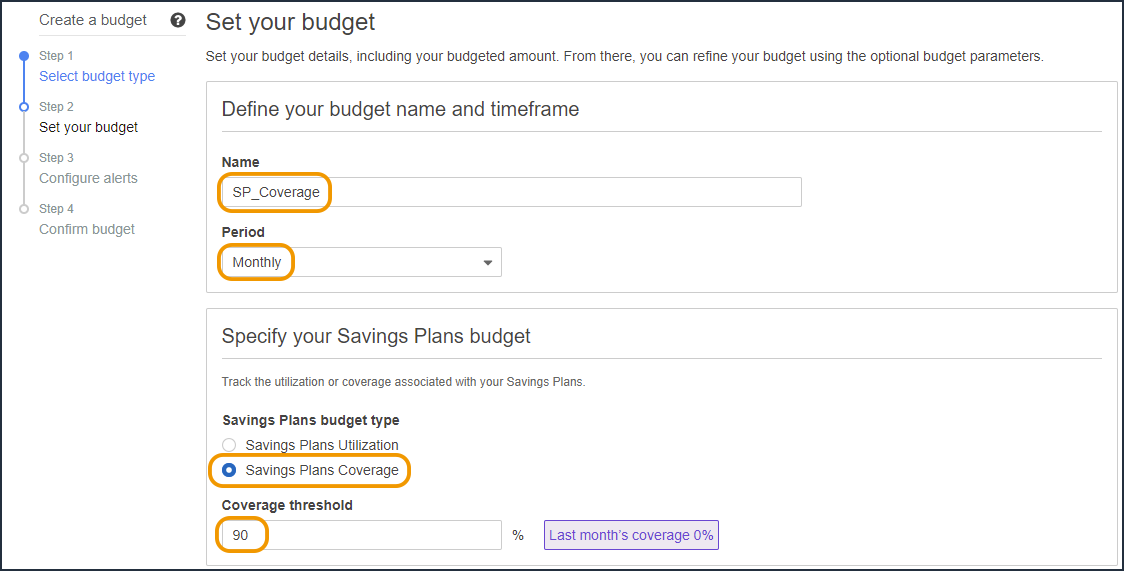 Create a budget
Step 1
Select budget type
Step 2
Set your budget
Step 3
Configure alerts
Step 4
Confirm budget
Set your budget
Set your budget details, including your budgeted amount. From there, you can refine your budget using the optional budget parameters.
Define your budget name and timeframe
Name
SP_Coverage
Period
Monthly
Specify your Savings Plans budget
Track the utilization or coverage associated with your Savings Plans.
Savings Plans budget type
Savings Plans Utilization
Savings Plans Coverage
Coverage threshold
90 % Last month’s coverage 0%